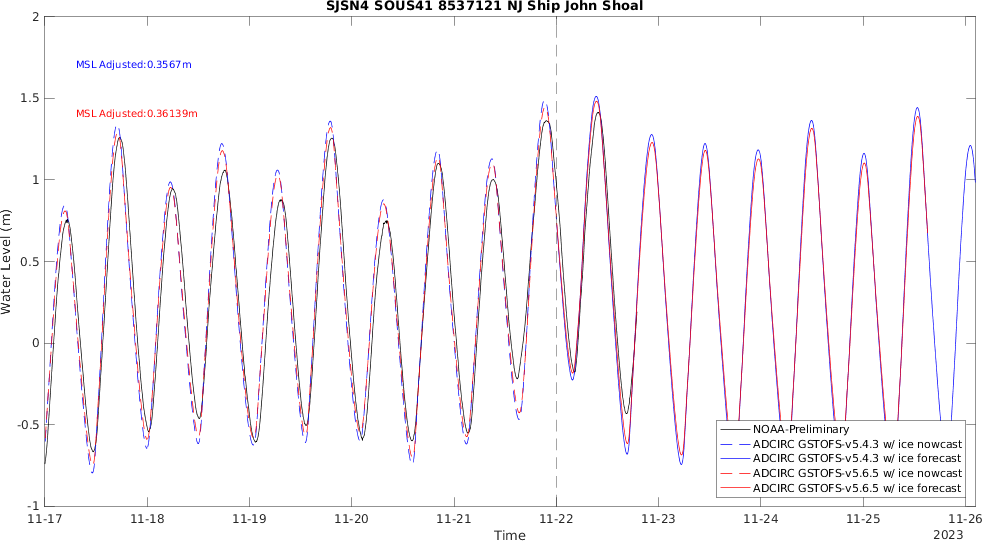 SJSN4 SOUS41 8537121 NJ Ship John Shoal
2
1.5
1
0.5
0
-0.5
-1
Water Level (m)
MSL Adjusted:0.3567m
MSL Adjusted:0.36139m
NOAA-Preliminary
ADCIRC GSTOFS-v5.4.3 w/ ice nowcast
ADCIRC GSTOFS-v5.4.3 w/ ice forecast
ADCIRC GSTOFS-v5.6.5 w/ ice nowcast
ADCIRC GSTOFS-v5.6.5 w/ ice forecast
11-17 11-18 11-19 11-20 11-21 11-22 11-23 11-24 11-25 11-26
Time
2023